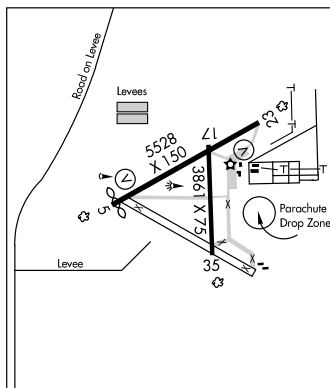 Road on Levee
Levees
5528
X 150
23
17
3861 X 75
5
35
Parachute
Drop Zone
Levee